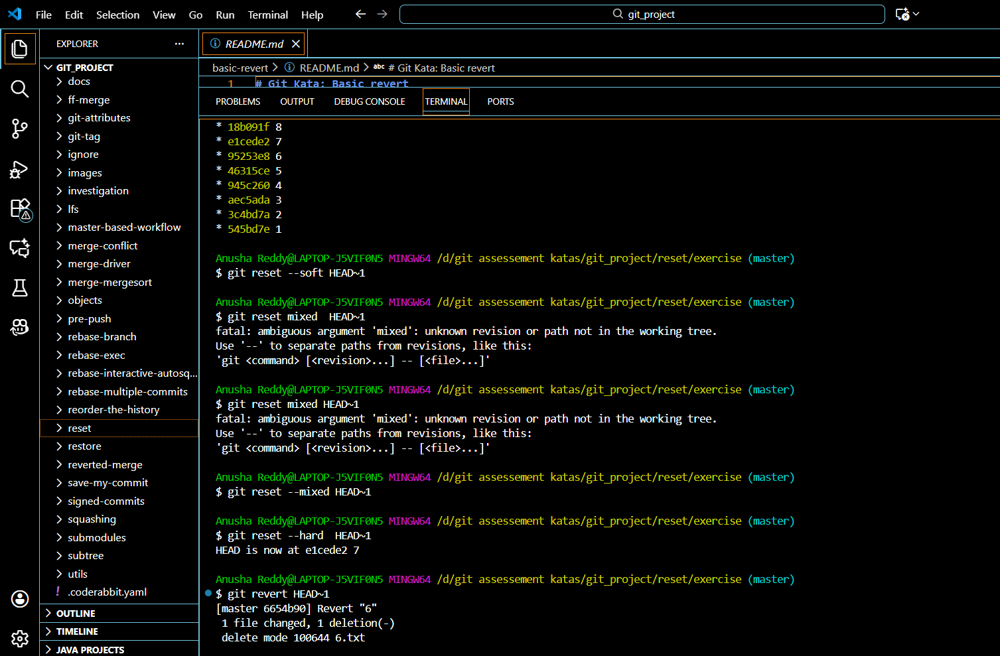 File Edit Selection View Go Run Terminal Help git_project
EXPLORER ···
GIT_PROJECT
docs
ff-merge
git-attributes
git-tag
ignore
images
investigation
lfs
master-based-workflow
merge-conflict
merge-driver
merge-mergesort
objects
pre-push
rebase-branch
rebase-exec
rebase-interactive-autosq...
rebase-multiple-commits
reorder-the-history
reset
restore
reverted-merge
save-my-commit
signed-commits
squashing
submodules
subtree
utils
! .coderabbit.yaml
OUTLINE
TIMELINE
JAVA PROJECTS
README.md
basic-revert > README.md > abc # Git Kata: Basic revert
1 # Git Kata: Basic revert
PROBLEMS OUTPUT DEBUG CONSOLE TERMINAL PORTS
* 18b091f 8
* e1cede2 7
* 95253e8 6
* 46315ce 5
* 945c260 4
* aec5ada 3
* 3c4bd7a 2
* 545bd7e 1
Anusha Reddy@LAPTOP-J5VIF0N5 MINGW64 /d/git assessement katas/git_project/reset/exercise (master)
$ git reset --soft HEAD~1
Anusha Reddy@LAPTOP-J5VIF0N5 MINGW64 /d/git assessement katas/git_project/reset/exercise (master)
$ git reset mixed  HEAD~1
fatal: ambiguous argument 'mixed': unknown revision or path not in the working tree.
Use '--' to separate paths from revisions, like this:
'git <command> [<revision>...] -- [<file>...]'
Anusha Reddy@LAPTOP-J5VIF0N5 MINGW64 /d/git assessement katas/git_project/reset/exercise (master)
$ git reset mixed HEAD~1
fatal: ambiguous argument 'mixed': unknown revision or path not in the working tree.
Use '--' to separate paths from revisions, like this:
'git <command> [<revision>...] -- [<file>...]'
Anusha Reddy@LAPTOP-J5VIF0N5 MINGW64 /d/git assessement katas/git_project/reset/exercise (master)
$ git reset --mixed HEAD~1
Anusha Reddy@LAPTOP-J5VIF0N5 MINGW64 /d/git assessement katas/git_project/reset/exercise (master)
$ git reset --hard  HEAD~1
HEAD is now at e1cede2 7
Anusha Reddy@LAPTOP-J5VIF0N5 MINGW64 /d/git assessement katas/git_project/reset/exercise (master)
$ git revert HEAD~1
[master 6654b90] Revert "6"
1 file changed, 1 deletion(-)
delete mode 100644 6.txt